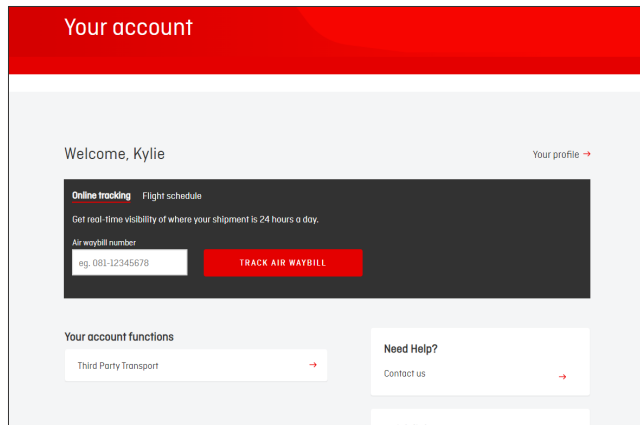 Your account
Welcome, Kylie
Your profile →
Online tracking
Flight schedule
Get real-time visibility of where your shipment is 24 hours a day.
Air waybill number
eg. 081-12345678
TRACK AIR WAYBILL
Your account functions
Third Party Transport →
Need Help?
Contact us →